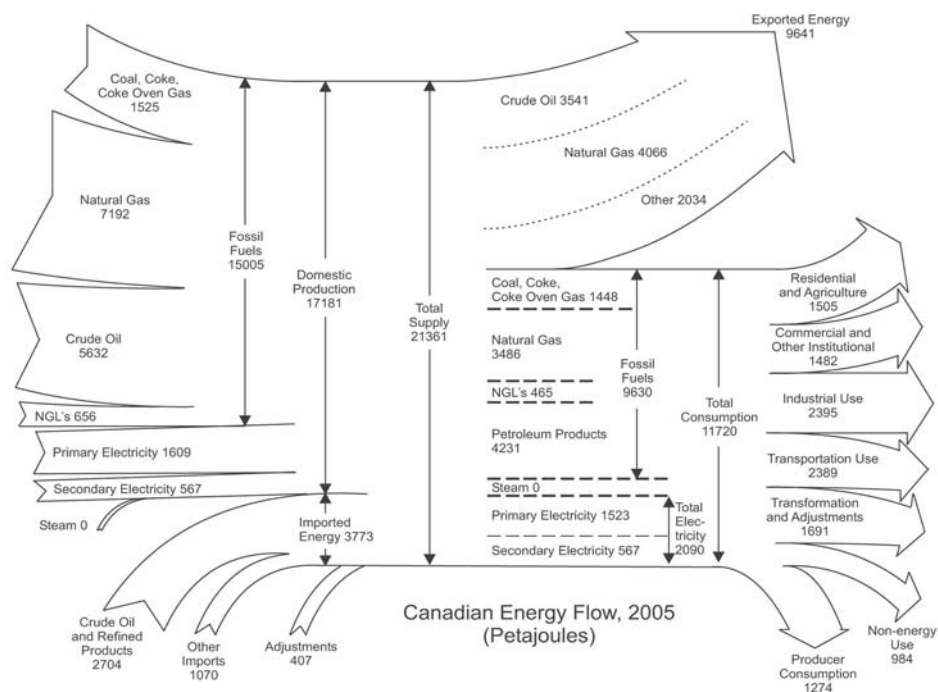 Exported Energy
9641
Coal, Coke,
Coke Oven Gas
1525
Natural Gas
7192
Crude Oil
5632
NGL's 656
Primary Electricity 1609
Secondary Electricity 567
Steam 0
Crude Oil
and Refined
Products
2704
Other
Imports
1070
Adjustments
407
Fossil
Fuels
15005
Domestic
Production
17181
Imported
Energy 3773
Total
Supply
21361
Crude Oil 3541
Natural Gas 4066
Other 2034
Coal, Coke,
Coke Oven Gas 1448
Natural Gas
3486
NGL's 465
Petroleum Products
4231
Steam 0
Primary Electricity 1523
Secondary Electricity 567
Fossil
Fuels
9630
Total
Elec-
tricity
2090
Total
Consumption
11720
Residential
and Agriculture
1505
Commercial and
Other Institutional
1482
Industrial Use
2395
Transportation Use
2389
Transformation
and Adjustments
1691
Non-energy
Use
984
Producer
Consumption
1274
Canadian Energy Flow, 2005
(Petajoules)